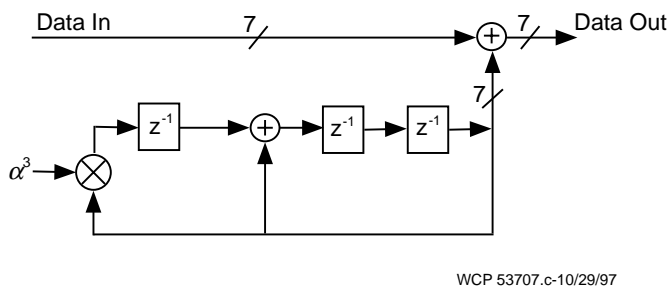 Data In 7 7 Data Out
7
z⁻¹ z⁻¹ z⁻¹
α³
WCP 53707.c-10/29/97